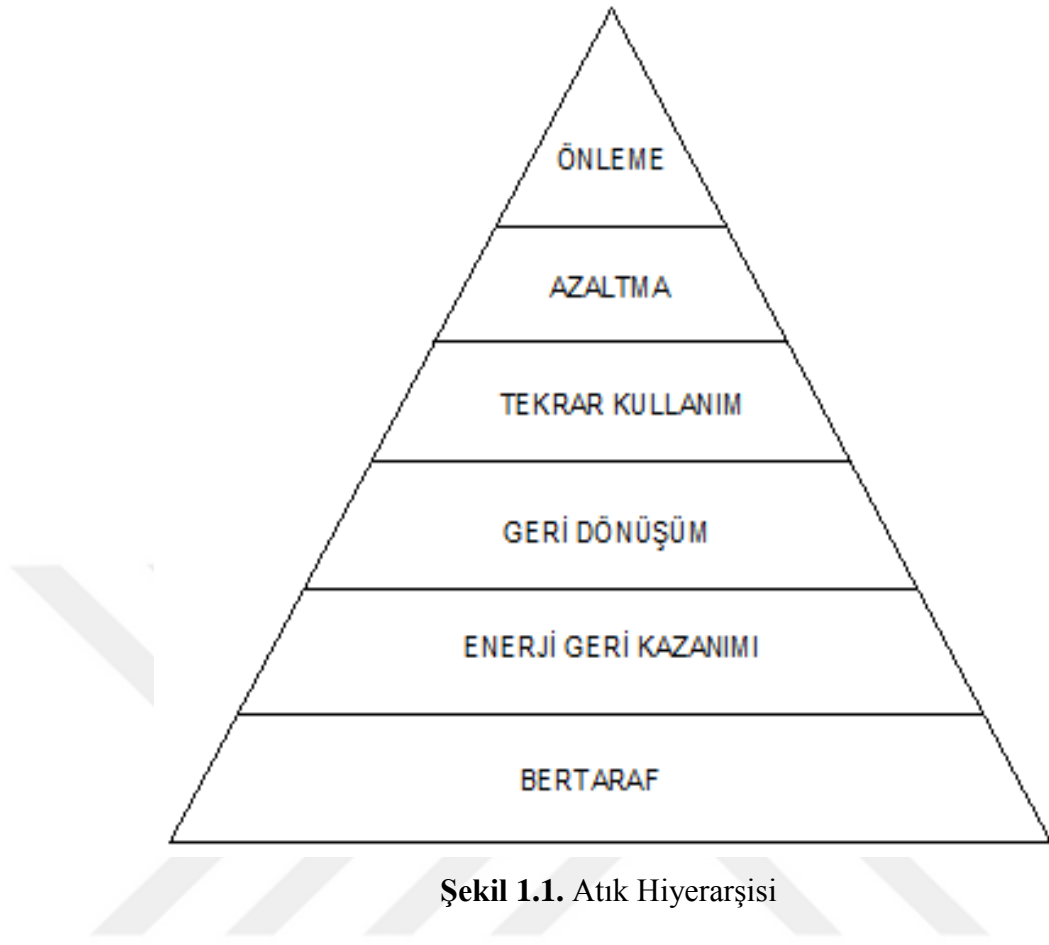 ÖNLEME
AZALTMA
TEKRAR KULLANIM
GERİ DÖNÜŞÜM
ENERJİ GERİ KAZANIMI
BERTARAF
Şekil 1.1. Atık Hiyerarşisi